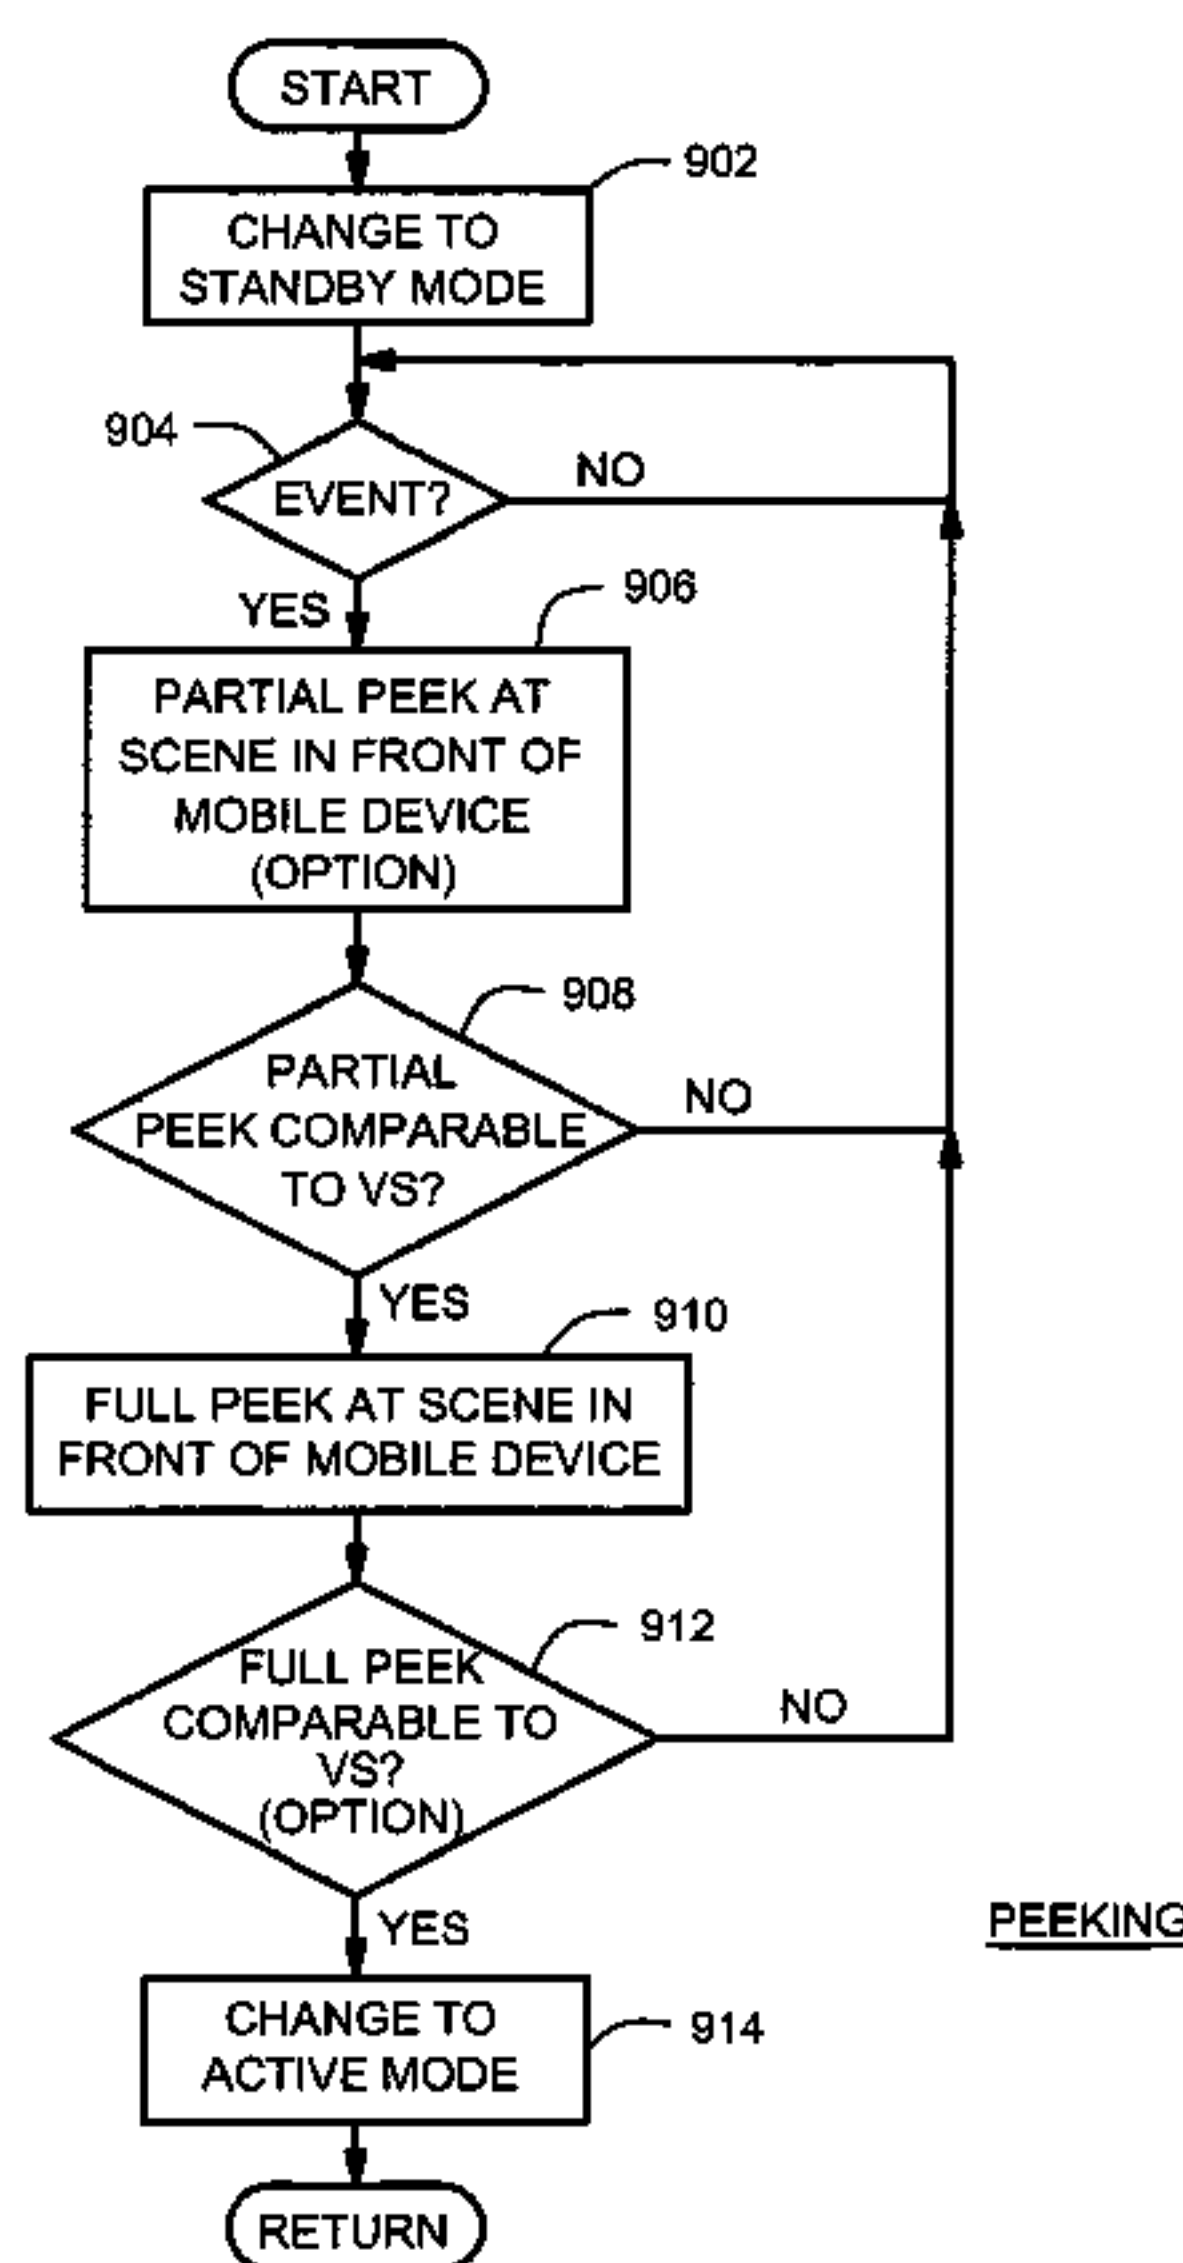 START
902
CHANGE TO
STANDBY MODE
904
EVENT?
NO
YES
906
PARTIAL PEEK AT
SCENE IN FRONT OF
MOBILE DEVICE
(OPTION)
908
PARTIAL
PEEK COMPARABLE
TO VS?
NO
YES
910
FULL PEEK AT SCENE IN
FRONT OF MOBILE DEVICE
912
FULL PEEK
COMPARABLE TO
VS?
(OPTION)
NO
YES
PEEKING
CHANGE TO
ACTIVE MODE
914
RETURN